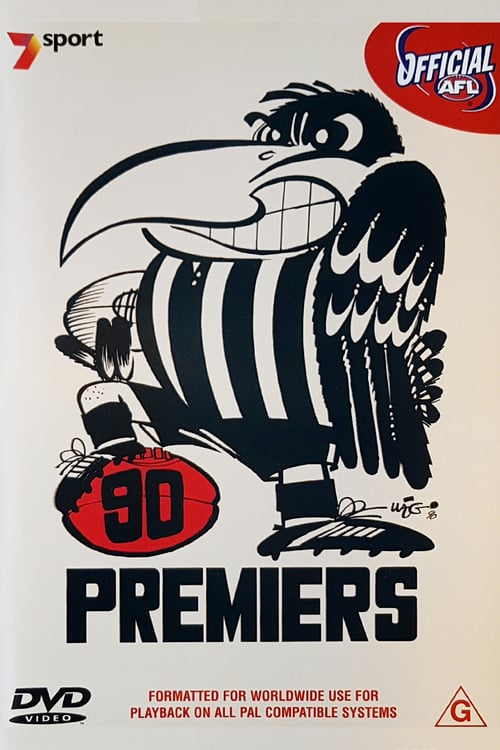 7 sport
OFFICIAL
AFL
90
WEG
PREMIERS
DVD
VIDEO
FORMATTED FOR WORLDWIDE USE FOR
PLAYBACK ON ALL PAL COMPATIBLE SYSTEMS
G